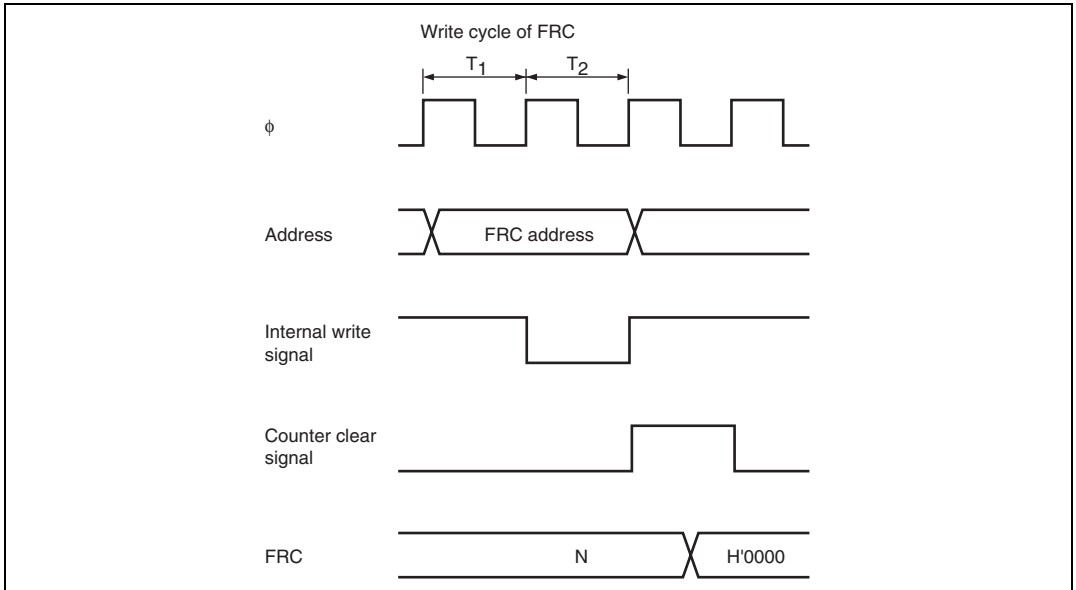 Write cycle of FRC
T1 T2
ϕ
Address
FRC address
Internal write
signal
Counter clear
signal
FRC
N
H'0000